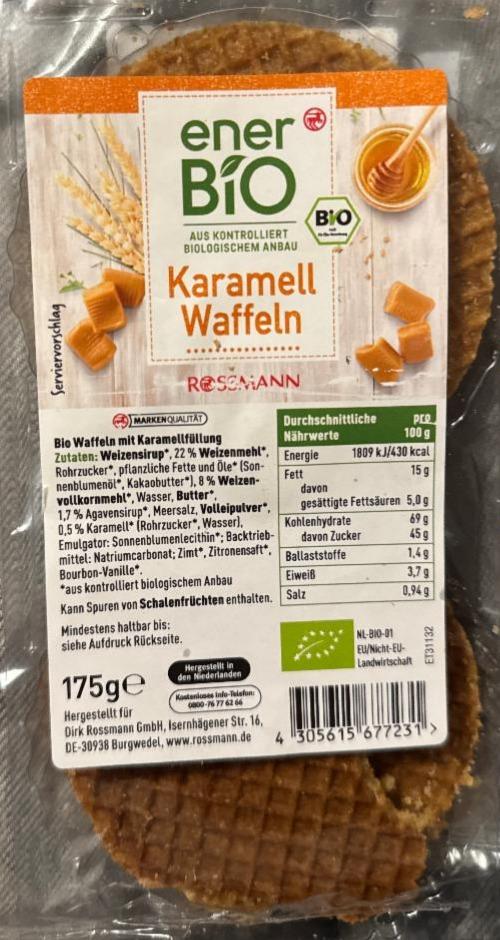 ener
BiO
AUS KONTROLLIERT
BIOLOGISCHEM ANBAU
BiO
Karamell
Waffeln
Serviervorschlag
ROSSMANN
MARKENQUALITÄT
Bio Waffeln mit Karamellfüllung
Zutaten: Weizensirup*, 22 % Weizenmehl*,
Rohrzucker*, pflanzliche Fette und Öle* (Son-
nenblumenöl*, Kakaobutter*), 8 % Weizen-
vollkornmehl*, Wasser, Butter*,
1,7 % Agavensirup*, Meersalz, Volleipulver*,
0,5 % Karamell* (Rohrzucker*, Wasser),
Emulgator: Sonnenblumenlecithin*; Backtrieb-
mittel: Natriumcarbonat; Zimt*, Zitronensaft*,
Bourbon-Vanille*.
*aus kontrolliert biologischem Anbau
Kann Spuren von Schalenfrüchten enthalten.
Mindestens haltbar bis:
siehe Aufdruck Rückseite.
175g e
Hergestellt in
den Niederlanden
Kostenloses Info-Telefon:
0800-76 77 62 66
Hergestellt für
Dirk Rossmann GmbH, Isernhägener Str. 16,
DE-30938 Burgwedel, www.rossmann.de
Durchschnittliche Nährwerte pro 100 g
Energie 1809 kJ/430 kcal
Fett 15 g
davon
gesättigte Fettsäuren 5,0 g
Kohlenhydrate 69 g
davon Zucker 45 g
Ballaststoffe 1,4 g
Eiweiß 3,7 g
Salz 0,94 g
NL-BIO-01
EU/Nicht-EU-
Landwirtschaft
ET31132
4 305615 677231 >